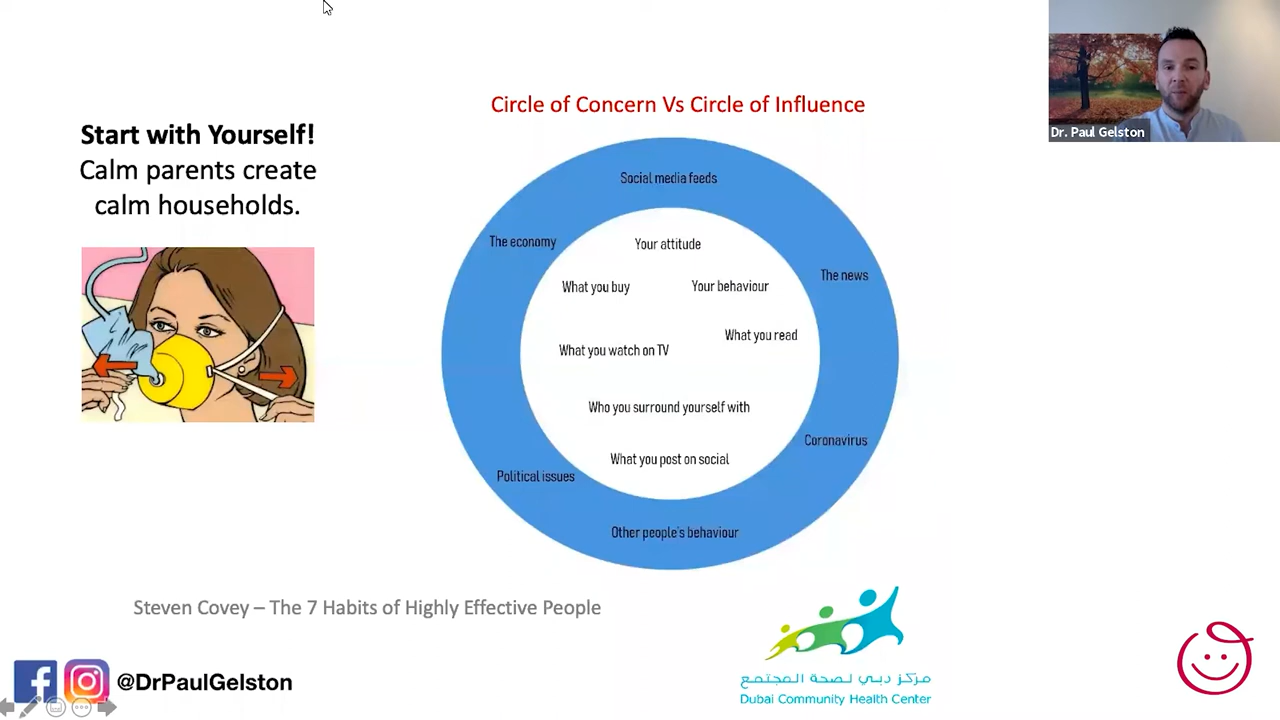 Circle of Concern Vs Circle of Influence
Dr. Paul Gelston
Start with Yourself!
Calm parents create
calm households.
Social media feeds
The economy
The news
Coronavirus
Political issues
Other people's behaviour
Your attitude
What you buy
Your behaviour
What you read
What you watch on TV
Who you surround yourself with
What you post on social
Steven Covey – The 7 Habits of Highly Effective People
@DrPaulGelston
مركز دبي لصحة المجتمع
Dubai Community Health Center